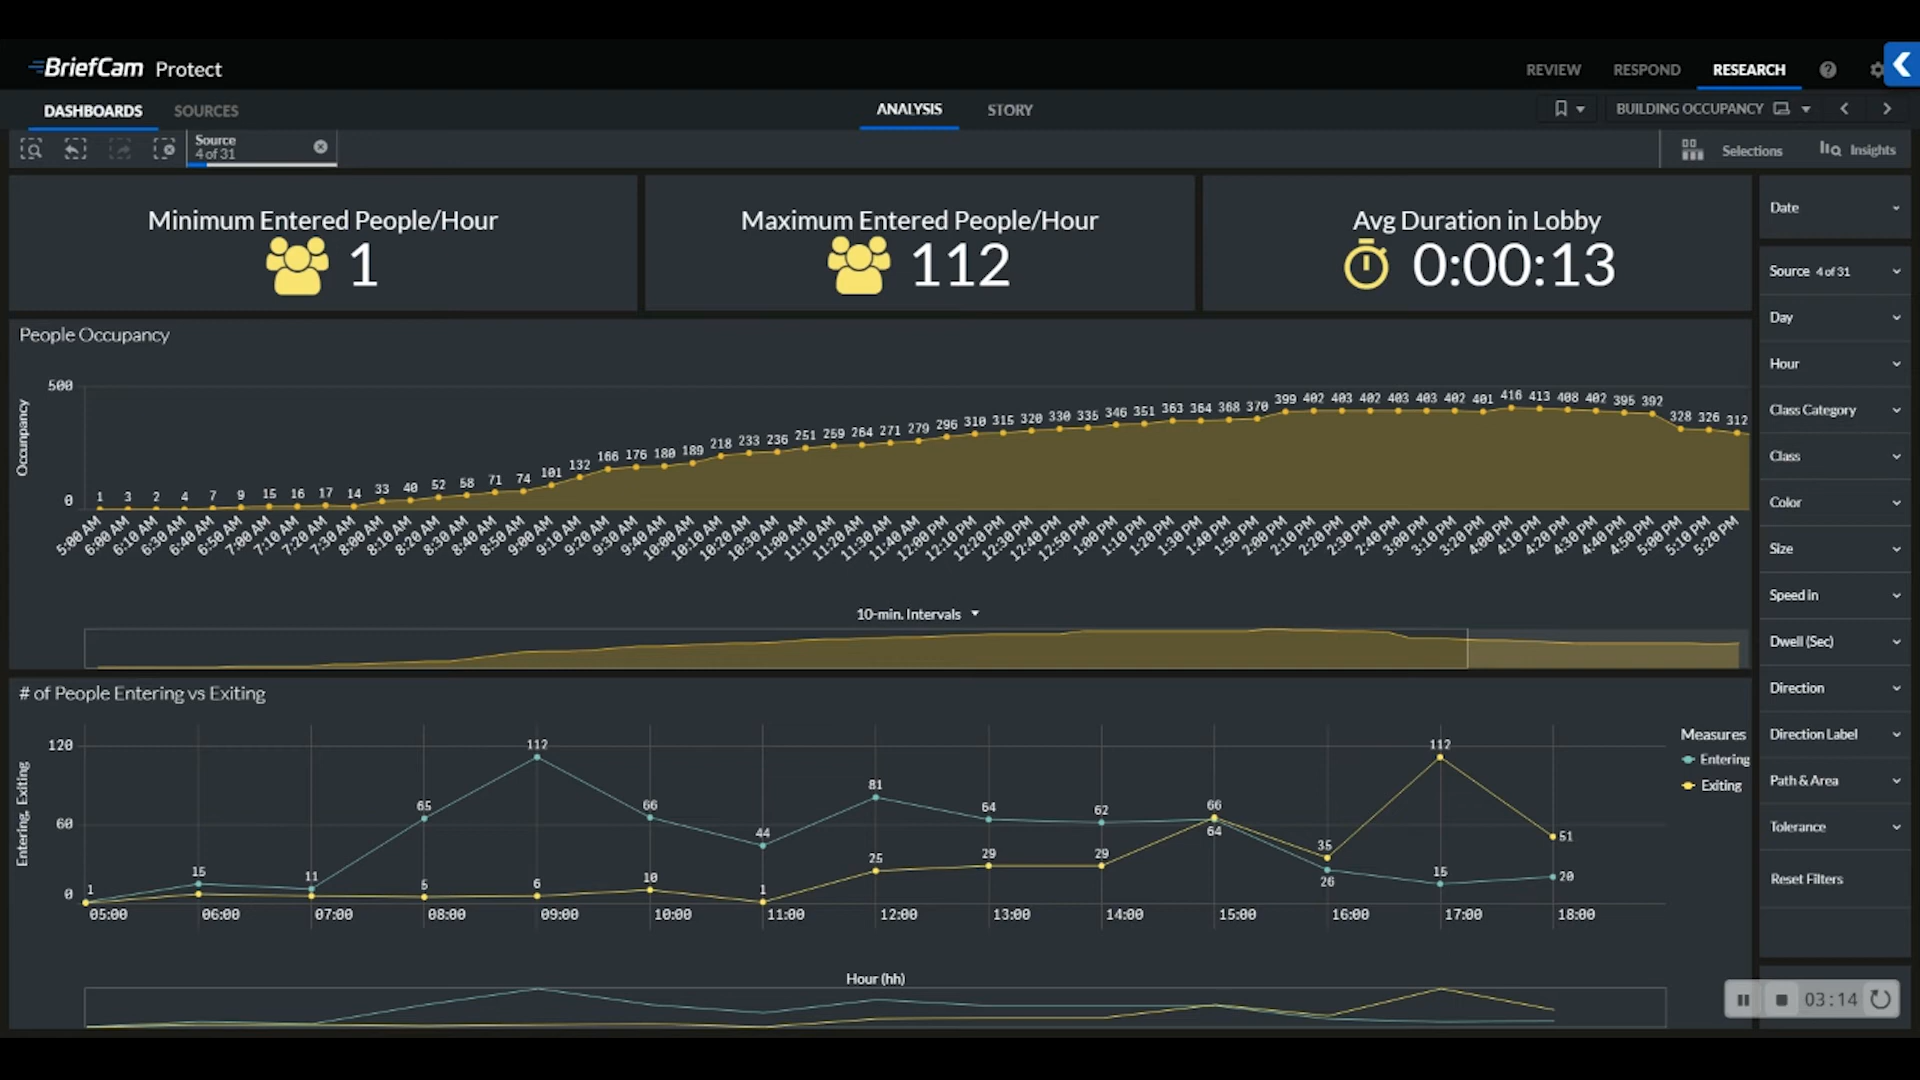 BriefCam Protect
REVIEW RESPOND RESEARCH ?
DASHBOARDS SOURCES ANALYSIS STORY BUILDING OCCUPANCY
Source
4 of 31
Selections Insights
Minimum Entered People/Hour
1
Maximum Entered People/Hour
112
Avg Duration in Lobby
0:00:13
People Occupancy
Occunpancy
500
0
1 3 2 4 7 9 15 16 17 14 33 40 52 58 71 74 101 132 166 176 180 189 218 233 236 251 259 264 271 279 296 310 315 320 330 335 346 351 363 364 368 370 399 402 403 402 403 403 402 401 416 413 408 402 395 392 328 326 312
5:00 AM 6:00 AM 6:10 AM 6:30 AM 6:40 AM 6:50 AM 7:00 AM 7:10 AM 7:20 AM 7:30 AM 8:00 AM 8:10 AM 8:20 AM 8:30 AM 8:40 AM 8:50 AM 9:00 AM 9:10 AM 9:20 AM 9:30 AM 9:40 AM 10:00 AM 10:10 AM 10:20 AM 10:30 AM 11:00 AM 11:10 AM 11:20 AM 11:30 AM 11:40 AM 12:00 PM 12:10 PM 12:20 PM 12:30 PM 12:40 PM 12:50 PM 1:00 PM 1:10 PM 1:20 PM 1:30 PM 1:40 PM 1:50 PM 2:00 PM 2:10 PM 2:20 PM 2:30 PM 2:40 PM 3:00 PM 3:10 PM 3:20 PM 4:00 PM 4:10 PM 4:20 PM 4:30 PM 4:40 PM 4:50 PM 5:00 PM 5:10 PM 5:20 PM
10-min. Intervals
# of People Entering vs Exiting
Entering, Exiting
120
60
0
1 15 11 65 112 66 44 81 64 62 64 26 15 20
5 6 10 1 25 29 29 66 35 112 51
05:00 06:00 07:00 08:00 09:00 10:00 11:00 12:00 13:00 14:00 15:00 16:00 17:00 18:00
Hour (hh)
Measures
Entering
Exiting
Date
Source 4 of 31
Day
Hour
Class Category
Class
Color
Size
Speed in
Dwell (Sec)
Direction
Direction Label
Path & Area
Tolerance
Reset Filters
03:14